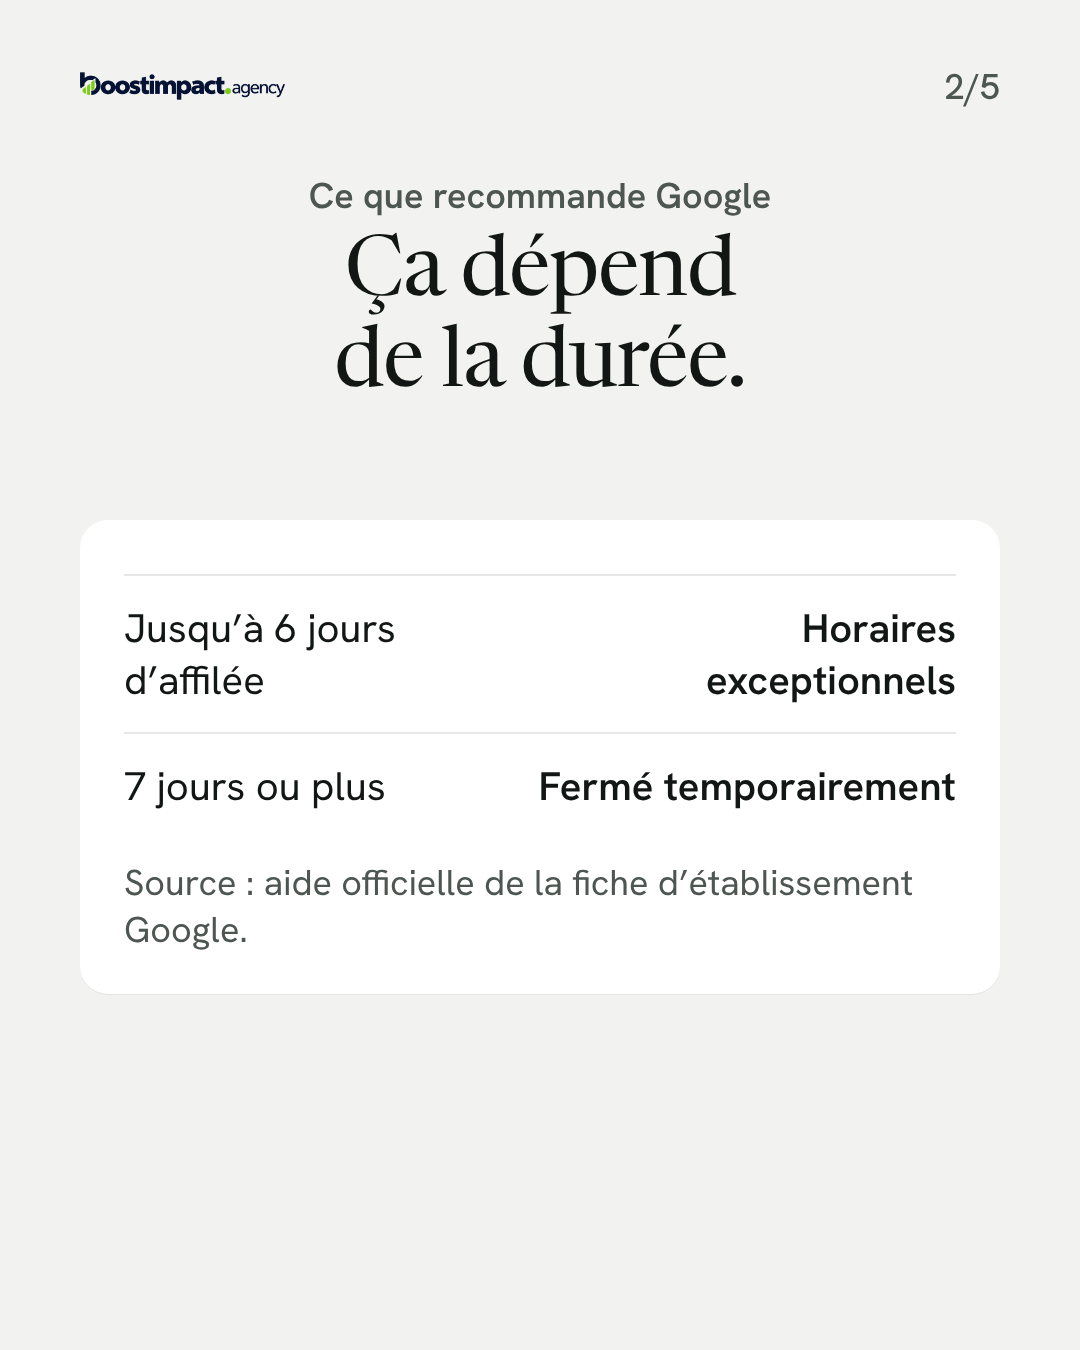 boostimpact.agency
2/5
Ce que recommande Google
Ça dépend
de la durée.
Jusqu’à 6 jours
d’affilée
Horaires
exceptionnels
7 jours ou plus
Fermé temporairement
Source : aide officielle de la fiche d’établissement
Google.